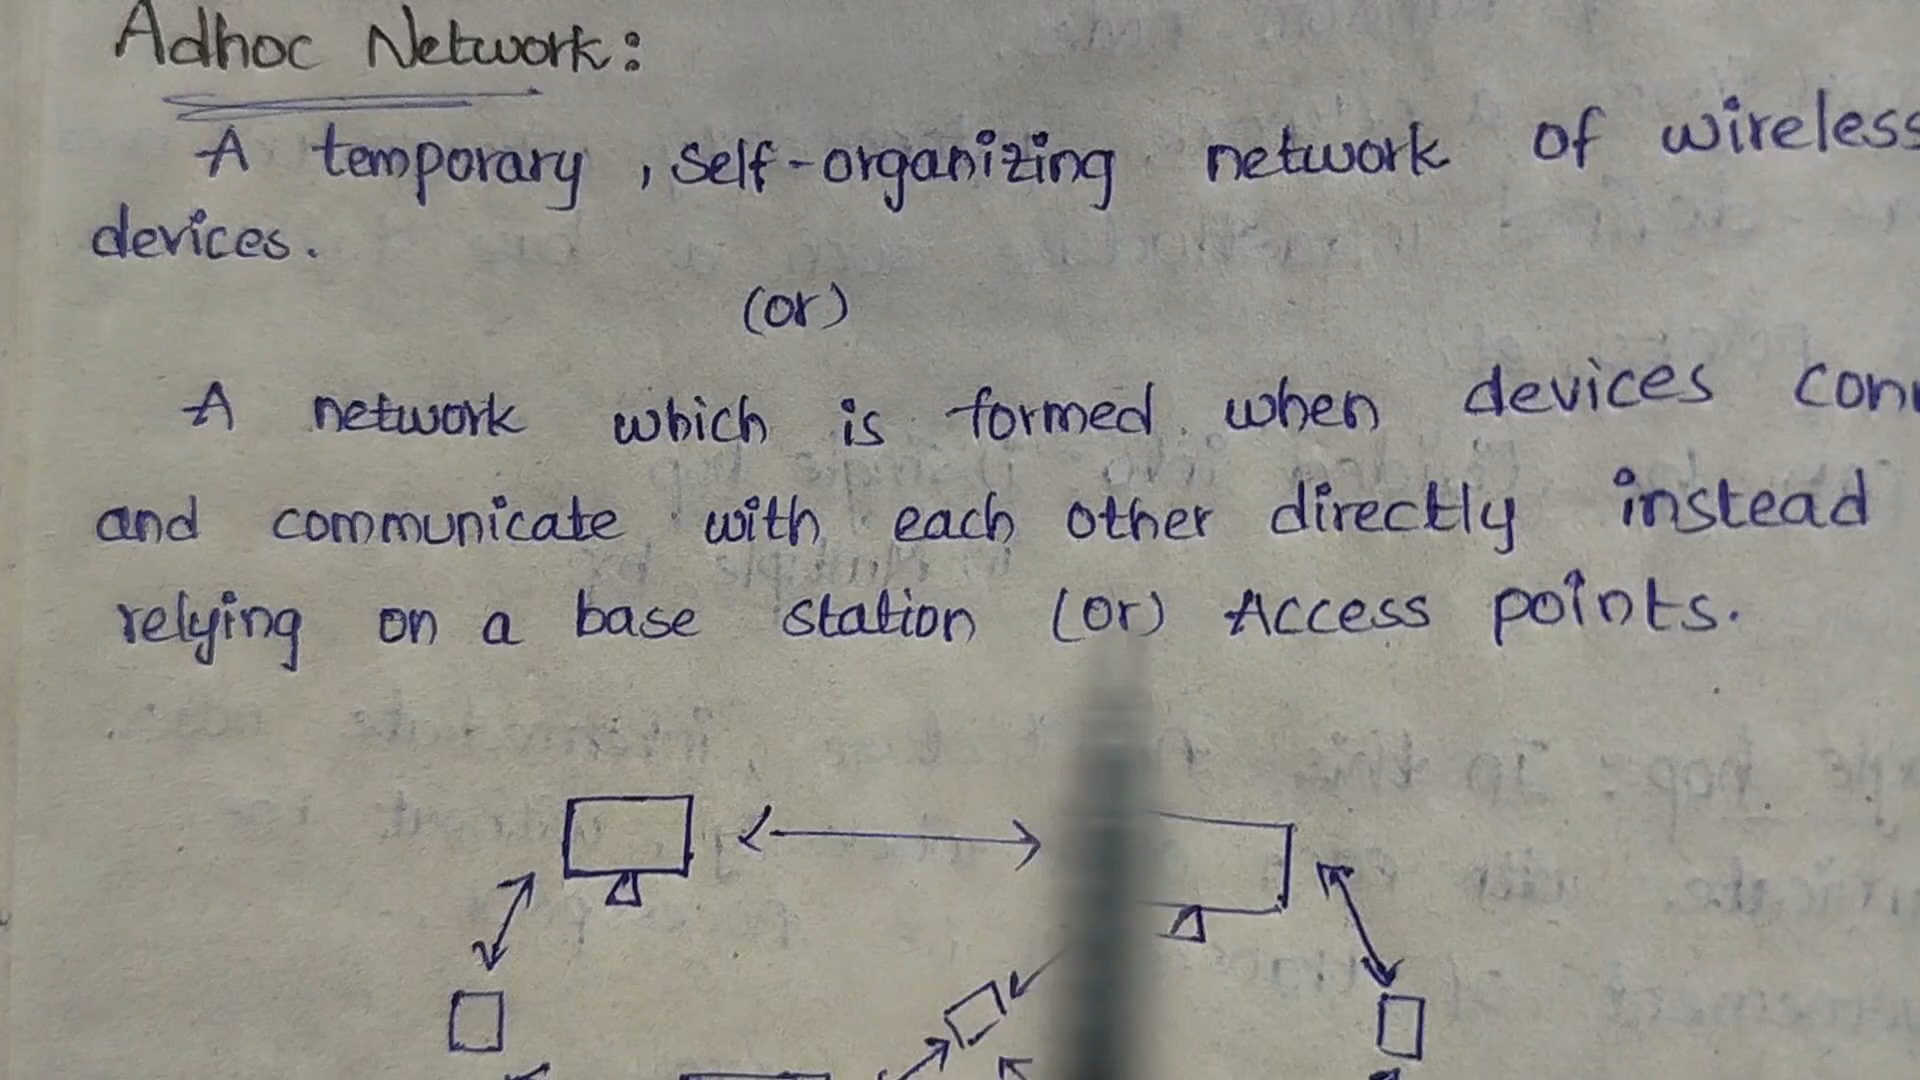 Adhoc Network:
A temporary, self-organizing network of wireless
devices.
(or)
A network which is formed when devices con
and communicate with each other directly instead
relying on a base station (or) Access points.